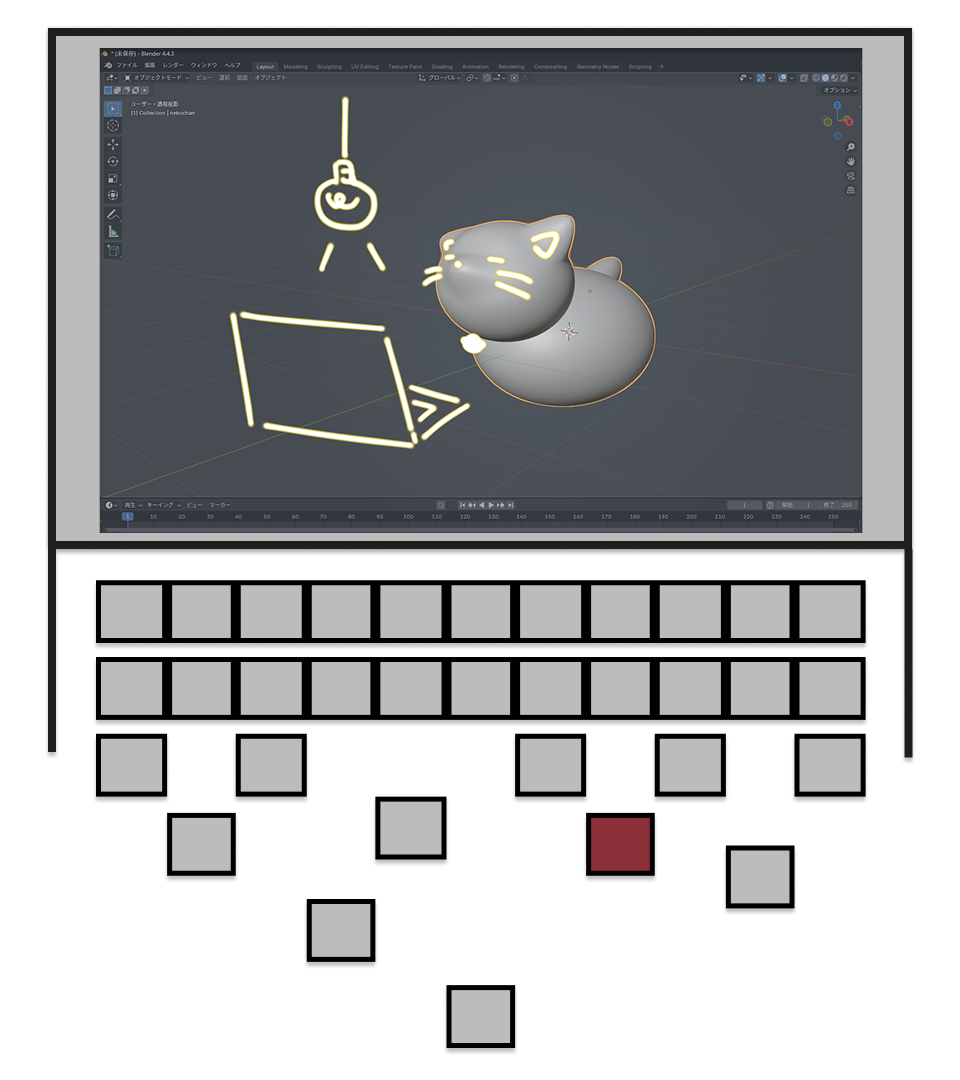 * (未保存) - Blender 4.4.3
ファイル 編集 レンダー ウィンドウ ヘルプ Layout Modeling Sculpting UV Editing Texture Paint Shading Animation Rendering Compositing Geometry Nodes Scripting +
オブジェクトモード ビュー 選択 追加 オブジェクト グローバル
オプション
ユーザー・透視投影
(1) Collection | nekochan
Z
再生 キーイング ビュー マーカー 1 開始 1 終了 250
1 10 20 30 40 50 60 70 80 90 100 110 120 130 140 150 160 170 180 190 200 210 220 230 240 250